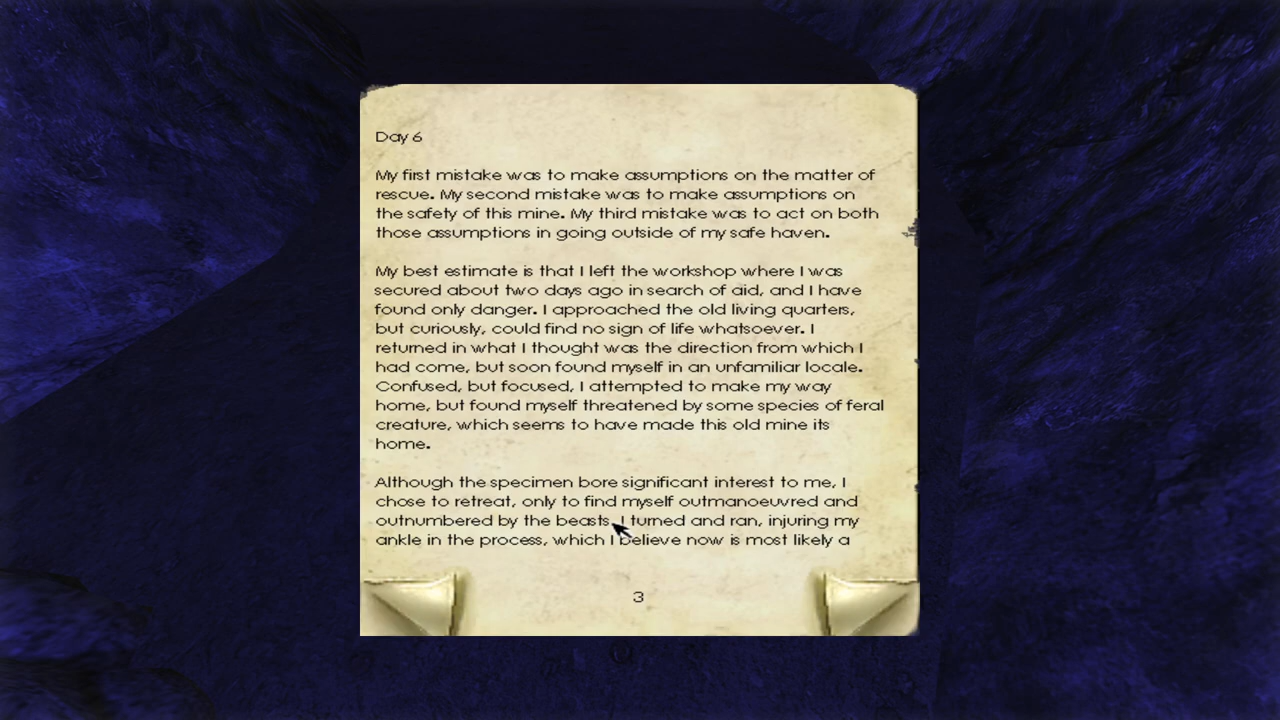 Day 6
My first mistake was to make assumptions on the matter of
rescue. My second mistake was to make assumptions on
the safety of this mine. My third mistake was to act on both
those assumptions in going outside of my safe haven.
My best estimate is that I left the workshop where I was
secured about two days ago in search of aid, and I have
found only danger. I approached the old living quarters,
but curiously, could find no sign of life whatsoever. I
returned in what I thought was the direction from which I
had come, but soon found myself in an unfamiliar locale.
Confused, but focused, I attempted to make my way
home, but found myself threatened by some species of feral
creature, which seems to have made this old mine its
home.
Although the specimen bore significant interest to me, I
chose to retreat, only to find myself outmanoeuvred and
outnumbered by the beasts. I turned and ran, injuring my
ankle in the process, which I believe now is most likely a
3